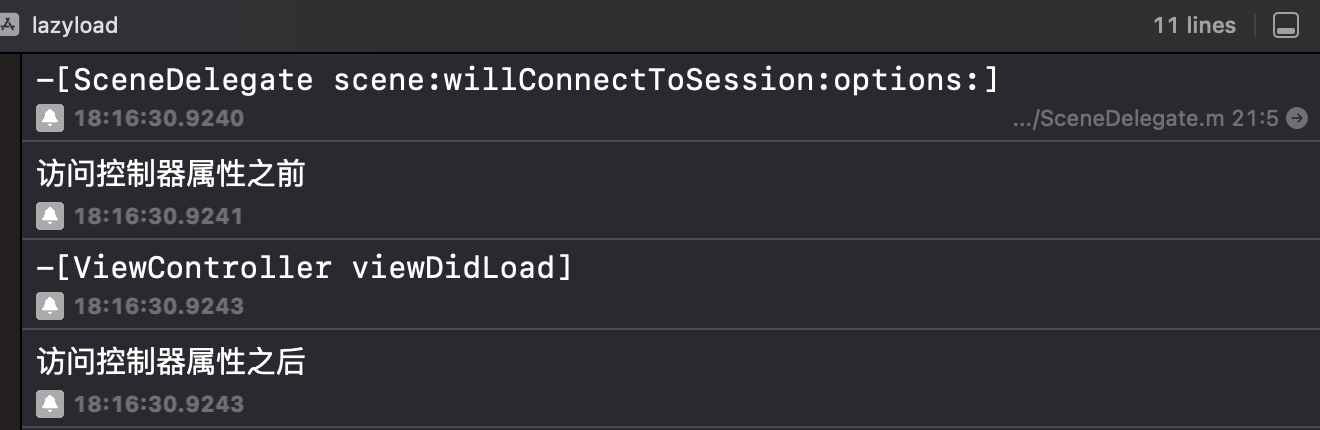 lazyload
11 lines
-[SceneDelegate scene:willConnectToSession:options:]
18:16:30.9240
.../SceneDelegate.m 21:5
访问控制器属性之前
18:16:30.9241
-[ViewController viewDidLoad]
18:16:30.9243
访问控制器属性之后
18:16:30.9243